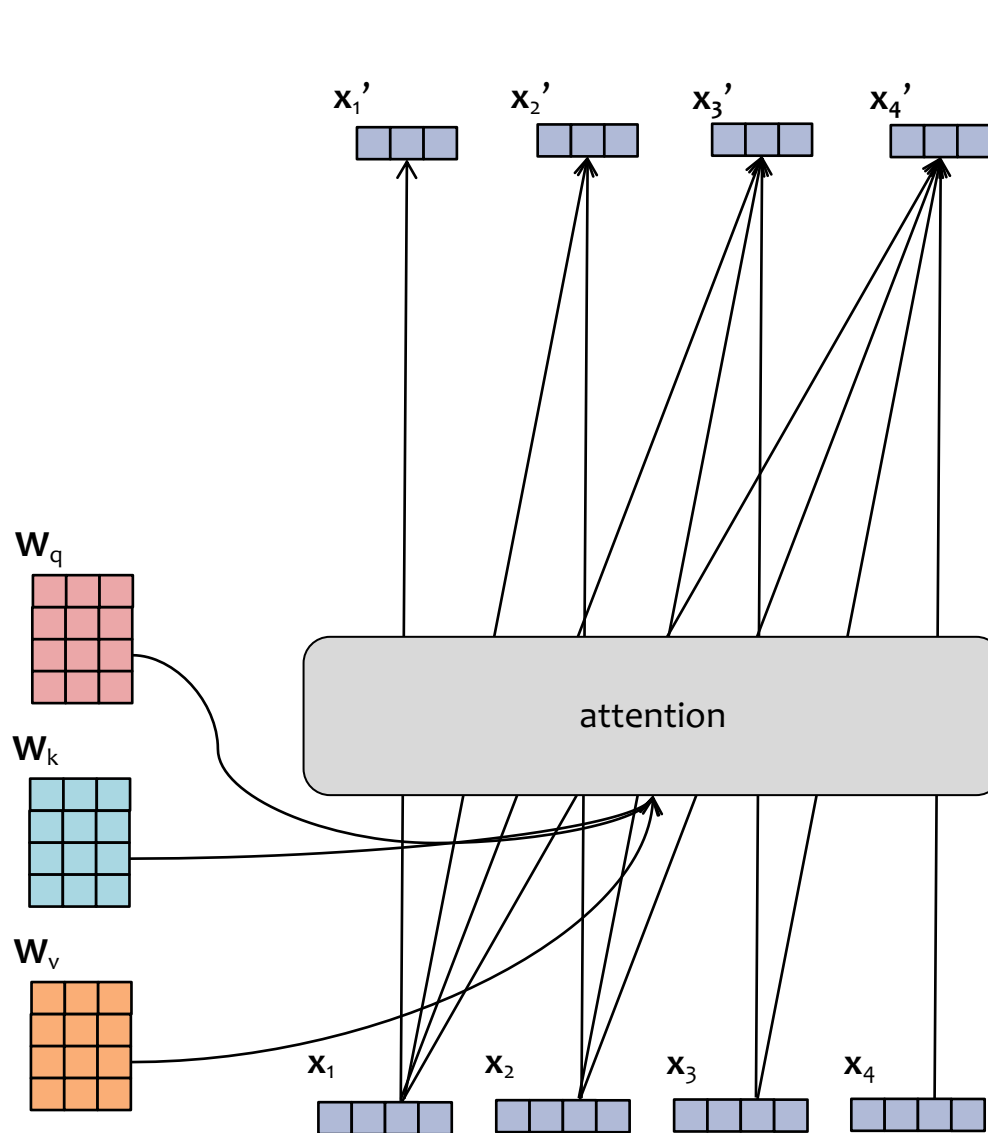 x₁’ x₂’ x₃’ x₄’
W_q
attention
W_k
W_v
x₁ x₂ x₃ x₄